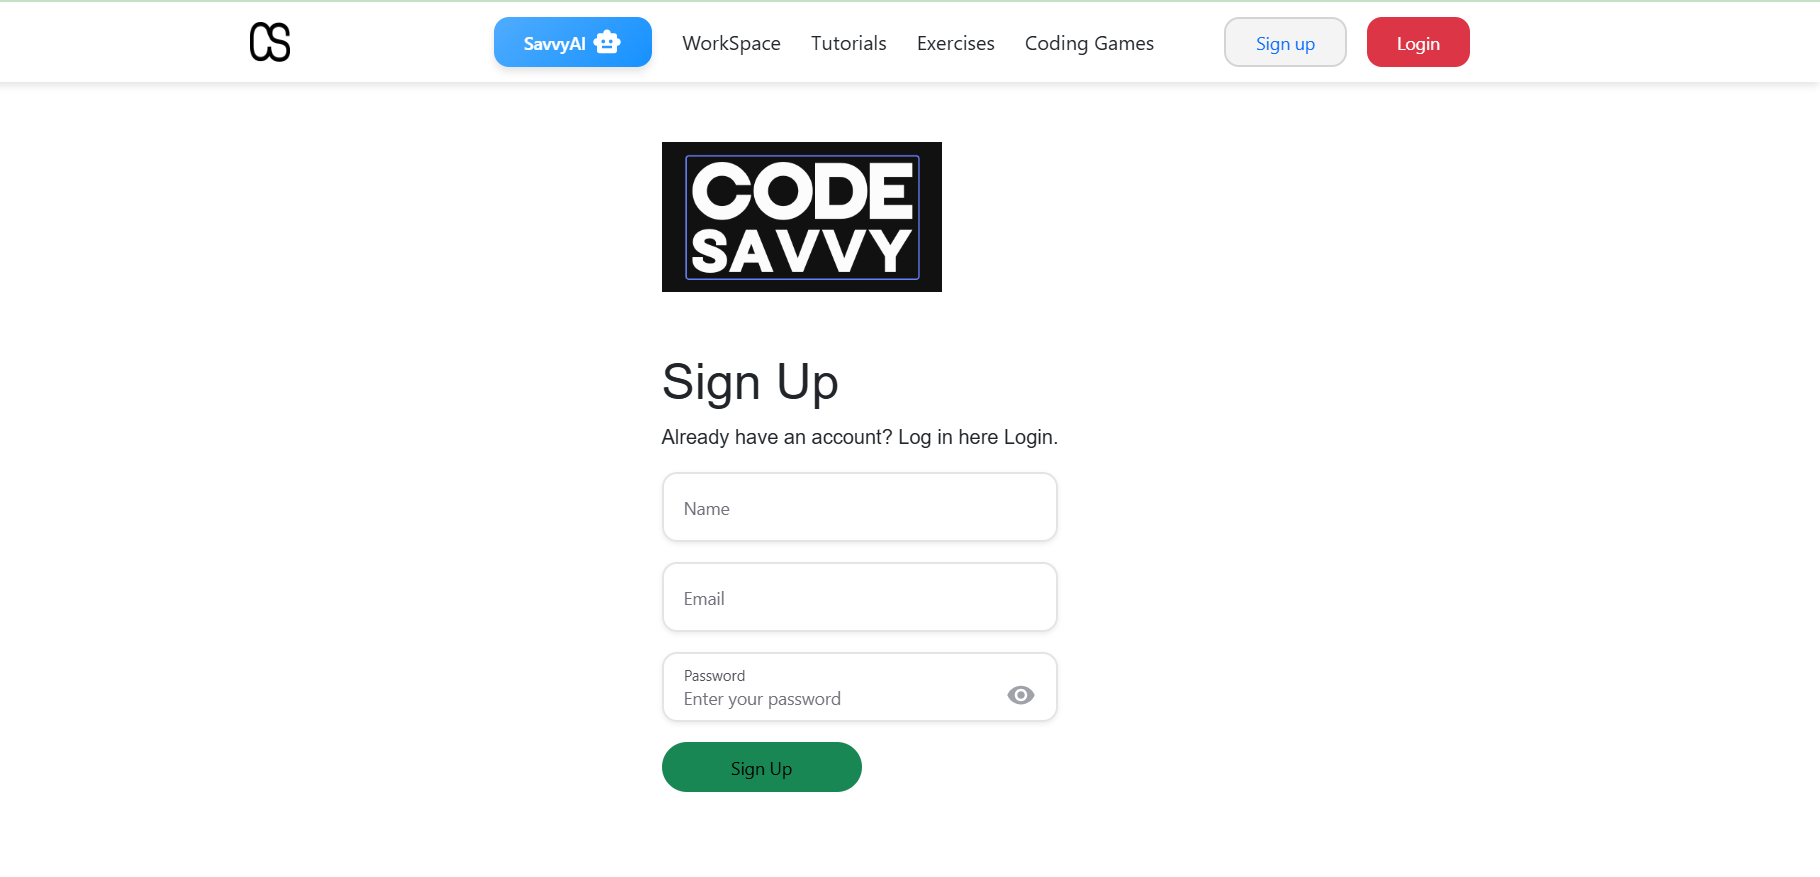 CS SavvyAI WorkSpace Tutorials Exercises Coding Games Sign up Login
CODE
SAVVY
Sign Up
Already have an account? Log in here Login.
Name
Email
Password
Enter your password
Sign Up